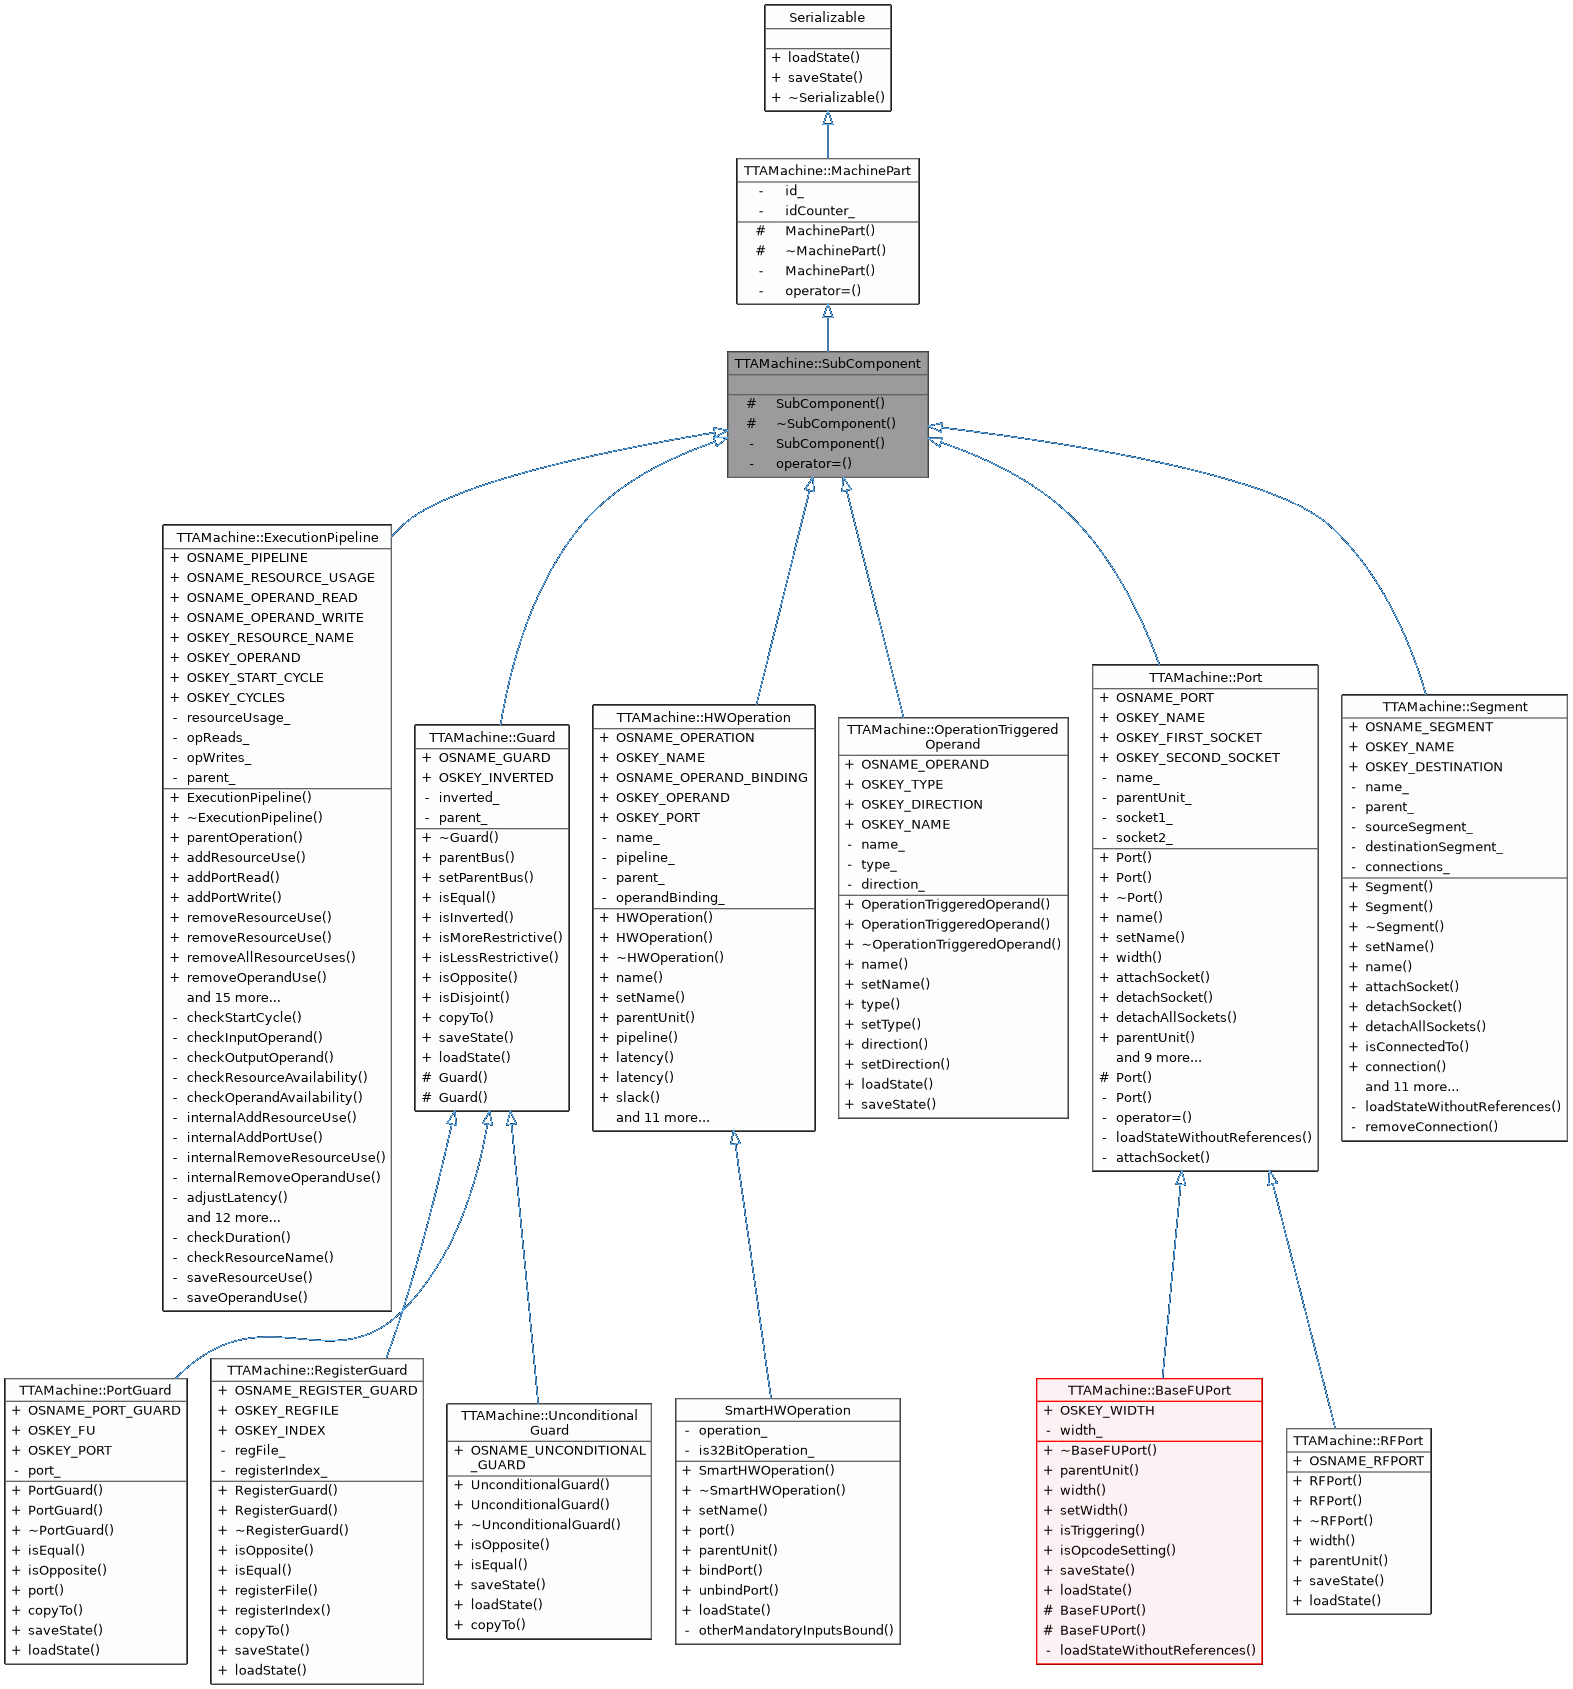 Serializable
+ loadState()
+ saveState()
+ ~Serializable()
TTAMachine::MachinePart
- id_
- idCounter_
# MachinePart()
# ~MachinePart()
- MachinePart()
- operator=()
TTAMachine::SubComponent
# SubComponent()
# ~SubComponent()
- SubComponent()
- operator=()
TTAMachine::ExecutionPipeline
+ OSNAME_PIPELINE
+ OSNAME_RESOURCE_USAGE
+ OSNAME_OPERAND_READ
+ OSNAME_OPERAND_WRITE
+ OSKEY_RESOURCE_NAME
+ OSKEY_OPERAND
+ OSKEY_START_CYCLE
+ OSKEY_CYCLES
- resourceUsage_
- opReads_
- opWrites_
- parent_
+ ExecutionPipeline()
+ ~ExecutionPipeline()
+ parentOperation()
+ addResourceUse()
+ addPortRead()
+ addPortWrite()
+ removeResourceUse()
+ removeResourceUse()
+ removeAllResourceUses()
+ removeOperandUse()
and 15 more...
- checkStartCycle()
- checkInputOperand()
- checkOutputOperand()
- checkResourceAvailability()
- checkOperandAvailability()
- internalAddResourceUse()
- internalAddPortUse()
- internalRemoveResourceUse()
- internalRemoveOperandUse()
- adjustLatency()
and 12 more...
- checkDuration()
- checkResourceName()
- saveResourceUse()
- saveOperandUse()
TTAMachine::Guard
+ OSNAME_GUARD
+ OSKEY_INVERTED
- inverted_
- parent_
+ ~Guard()
+ parentBus()
+ setParentBus()
+ isEqual()
+ isInverted()
+ isMoreRestrictive()
+ isLessRestrictive()
+ isOpposite()
+ isDisjoint()
+ copyTo()
+ saveState()
+ loadState()
# Guard()
# Guard()
TTAMachine::HWOperation
+ OSNAME_OPERATION
+ OSKEY_NAME
+ OSNAME_OPERAND_BINDING
+ OSKEY_OPERAND
+ OSKEY_PORT
- name_
- pipeline_
- parent_
- operandBinding_
+ HWOperation()
+ HWOperation()
+ ~HWOperation()
+ name()
+ setName()
+ parentUnit()
+ pipeline()
+ latency()
+ latency()
+ slack()
and 11 more...
TTAMachine::OperationTriggered
Operand
+ OSNAME_OPERAND
+ OSKEY_TYPE
+ OSKEY_DIRECTION
+ OSKEY_NAME
- name_
- type_
- direction_
+ OperationTriggeredOperand()
+ OperationTriggeredOperand()
+ ~OperationTriggeredOperand()
+ name()
+ setName()
+ type()
+ setType()
+ direction()
+ setDirection()
+ loadState()
+ saveState()
TTAMachine::Port
+ OSNAME_PORT
+ OSKEY_NAME
+ OSKEY_FIRST_SOCKET
+ OSKEY_SECOND_SOCKET
- name_
- parentUnit_
- socket1_
- socket2_
+ Port()
+ Port()
+ ~Port()
+ name()
+ setName()
+ width()
+ attachSocket()
+ detachSocket()
+ detachAllSockets()
+ parentUnit()
and 9 more...
# Port()
- Port()
- operator=()
- loadStateWithoutReferences()
- attachSocket()
TTAMachine::Segment
+ OSNAME_SEGMENT
+ OSKEY_NAME
+ OSKEY_DESTINATION
- name_
- parent_
- sourceSegment_
- destinationSegment_
- connections_
+ Segment()
+ Segment()
+ ~Segment()
+ setName()
+ name()
+ attachSocket()
+ detachSocket()
+ detachAllSockets()
+ isConnectedTo()
+ connection()
and 11 more...
- loadStateWithoutReferences()
- removeConnection()
TTAMachine::PortGuard
+ OSNAME_PORT_GUARD
+ OSKEY_FU
+ OSKEY_PORT
- port_
+ PortGuard()
+ PortGuard()
+ ~PortGuard()
+ isEqual()
+ isOpposite()
+ port()
+ copyTo()
+ saveState()
+ loadState()
TTAMachine::RegisterGuard
+ OSNAME_REGISTER_GUARD
+ OSKEY_REGFILE
+ OSKEY_INDEX
- regFile_
- registerIndex_
+ RegisterGuard()
+ RegisterGuard()
+ ~RegisterGuard()
+ isOpposite()
+ isEqual()
+ registerFile()
+ registerIndex()
+ copyTo()
+ saveState()
+ loadState()
TTAMachine::Unconditional
Guard
+ OSNAME_UNCONDITIONAL
_GUARD
+ UnconditionalGuard()
+ UnconditionalGuard()
+ ~UnconditionalGuard()
+ isOpposite()
+ isEqual()
+ saveState()
+ loadState()
+ copyTo()
SmartHWOperation
- operation_
- is32BitOperation_
+ SmartHWOperation()
+ ~SmartHWOperation()
+ setName()
+ port()
+ parentUnit()
+ bindPort()
+ unbindPort()
+ loadState()
- otherMandatoryInputsBound()
TTAMachine::BaseFUPort
+ OSKEY_WIDTH
- width_
+ ~BaseFUPort()
+ parentUnit()
+ width()
+ setWidth()
+ isTriggering()
+ isOpcodeSetting()
+ saveState()
+ loadState()
# BaseFUPort()
# BaseFUPort()
- loadStateWithoutReferences()
TTAMachine::RFPort
+ OSNAME_RFPORT
+ RFPort()
+ RFPort()
+ ~RFPort()
+ width()
+ parentUnit()
+ saveState()
+ loadState()